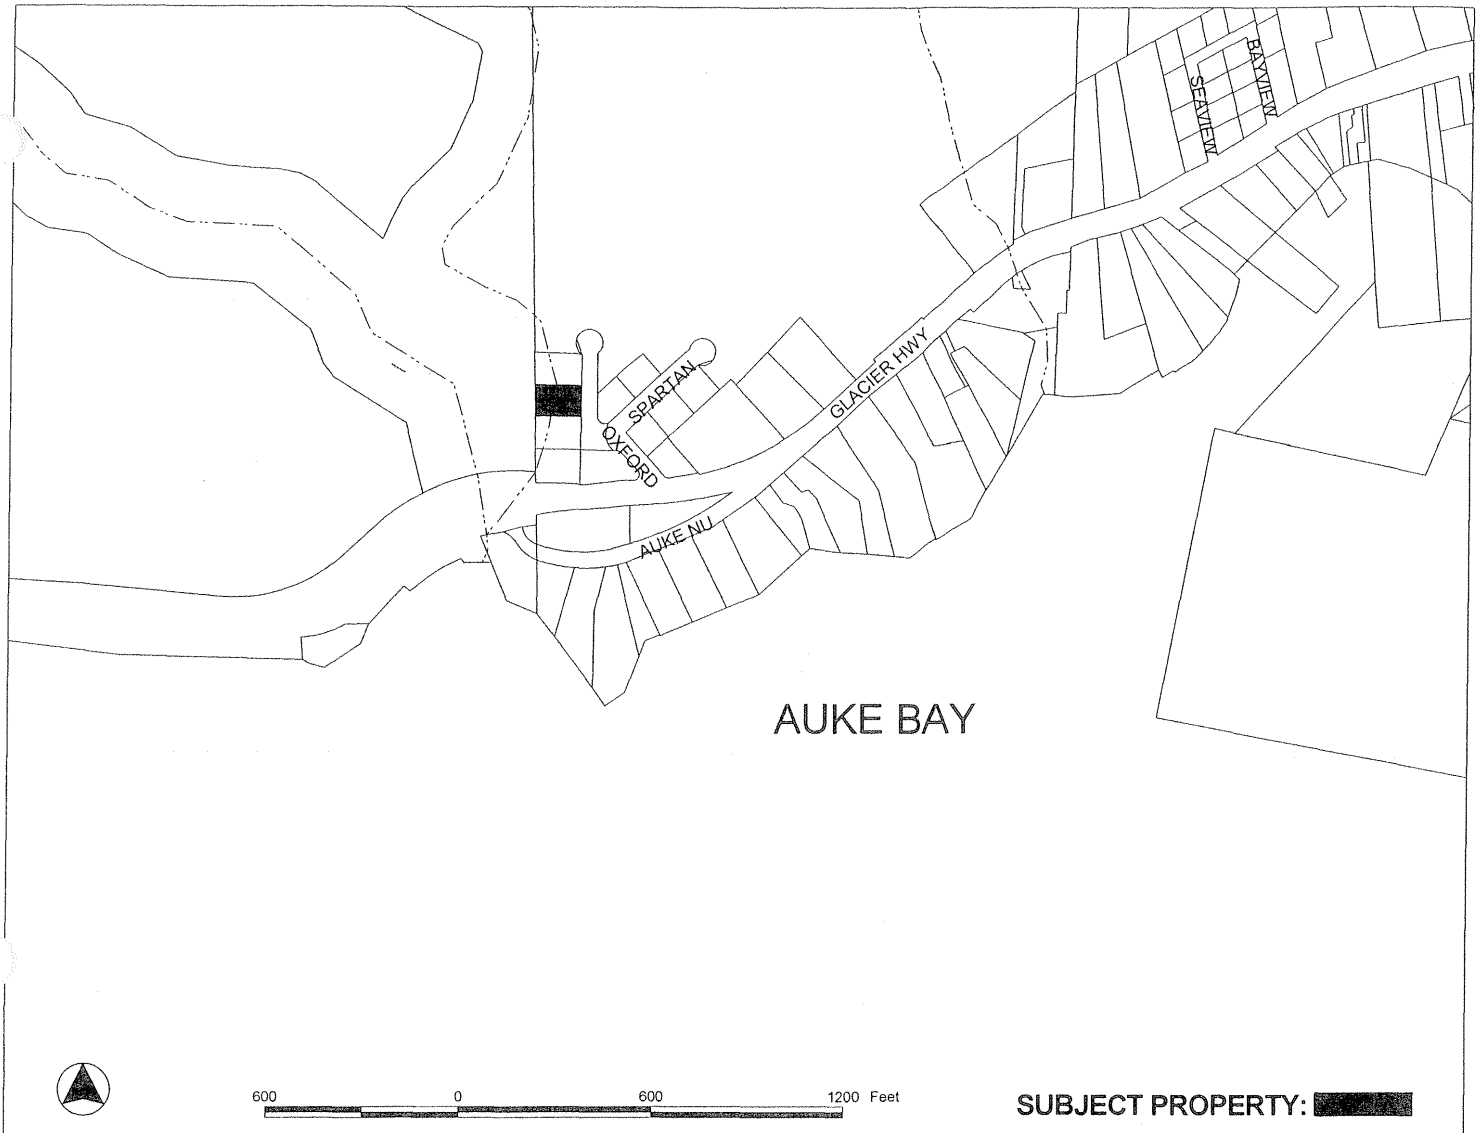 BAYVIEW
SEAVIEW
GLACIER HWY
SPARTAN
OXFORD
AUKE NU
AUKE BAY
600 0 600 1200 Feet
SUBJECT PROPERTY: